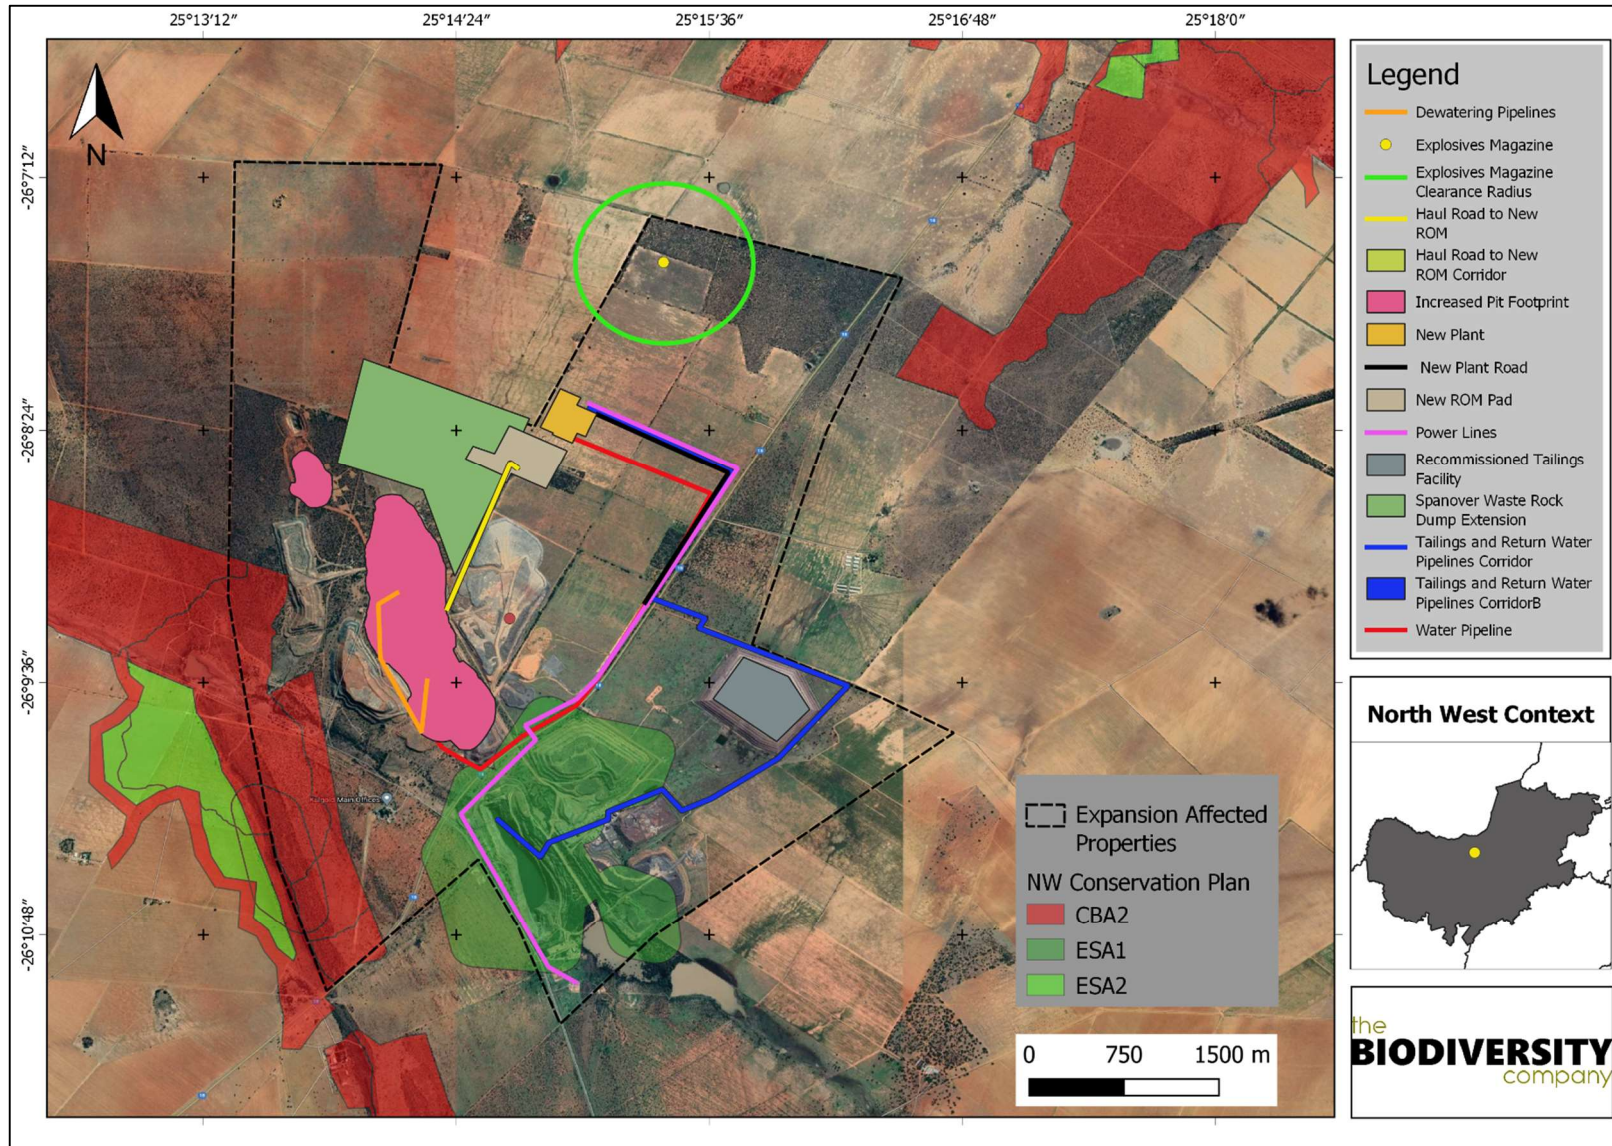 25°13′12″ 25°14′24″ 25°15′36″ 25°16′48″ 25°18′0″
-26°7′12″
-26°8′24″
-26°9′36″
-26°10′48″
N
Kalgold Main Offices
Legend
Dewatering Pipelines
Explosives Magazine
Explosives Magazine
Clearance Radius
Haul Road to New
ROM
Haul Road to New
ROM Corridor
Increased Pit Footprint
New Plant
New Plant Road
New ROM Pad
Power Lines
Recommissioned Tailings
Facility
Spanover Waste Rock
Dump Extension
Tailings and Return Water
Pipelines Corridor
Tailings and Return Water
Pipelines CorridorB
Water Pipeline
Expansion Affected
Properties
NW Conservation Plan
CBA2
ESA1
ESA2
0 750 1500 m
North West Context
the
BIODIVERSITY
company